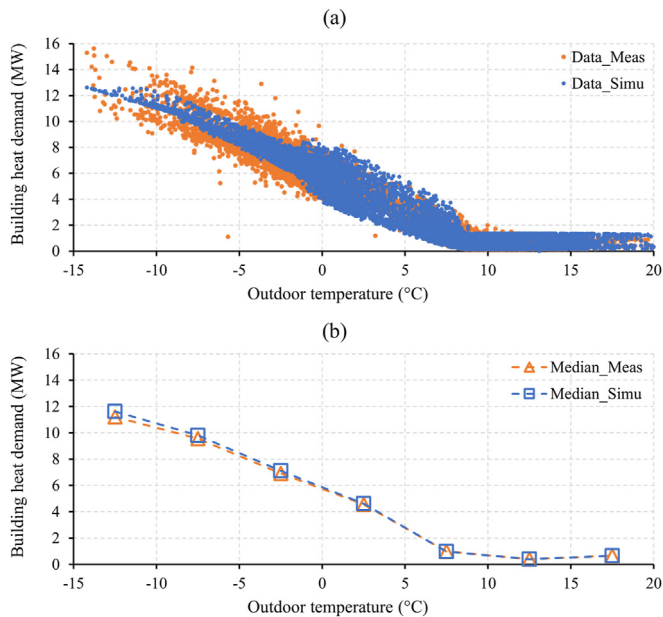 (a)
16
14
12
10
8
6
4
2
0
Building heat demand (MW)
Data_Meas
Data_Simu
-15 -10 -5 0 5 10 15 20
Outdoor temperature (°C)
(b)
16
14
12
10
8
6
4
2
0
Building heat demand (MW)
Median_Meas
Median_Simu
-15 -10 -5 0 5 10 15 20
Outdoor temperature (°C)